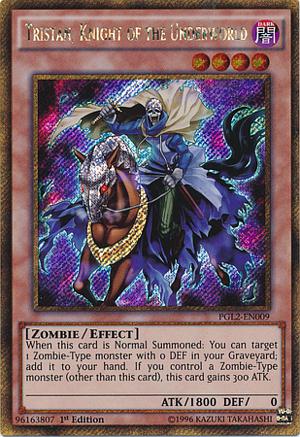 TRISTAN, KNIGHT OF THE UNDERWORLD
DARK
闇
PGL2-EN009
[ZOMBIE/EFFECT]
When this card is Normal Summoned: You can target
1 Zombie-Type monster with 0 DEF in your Graveyard;
add it to your hand. If you control a Zombie-Type
monster (other than this card), this card gains 300 ATK.
ATK/1800 DEF/ 0
96163807 1st Edition ©1996 KAZUKI TAKAHASHI